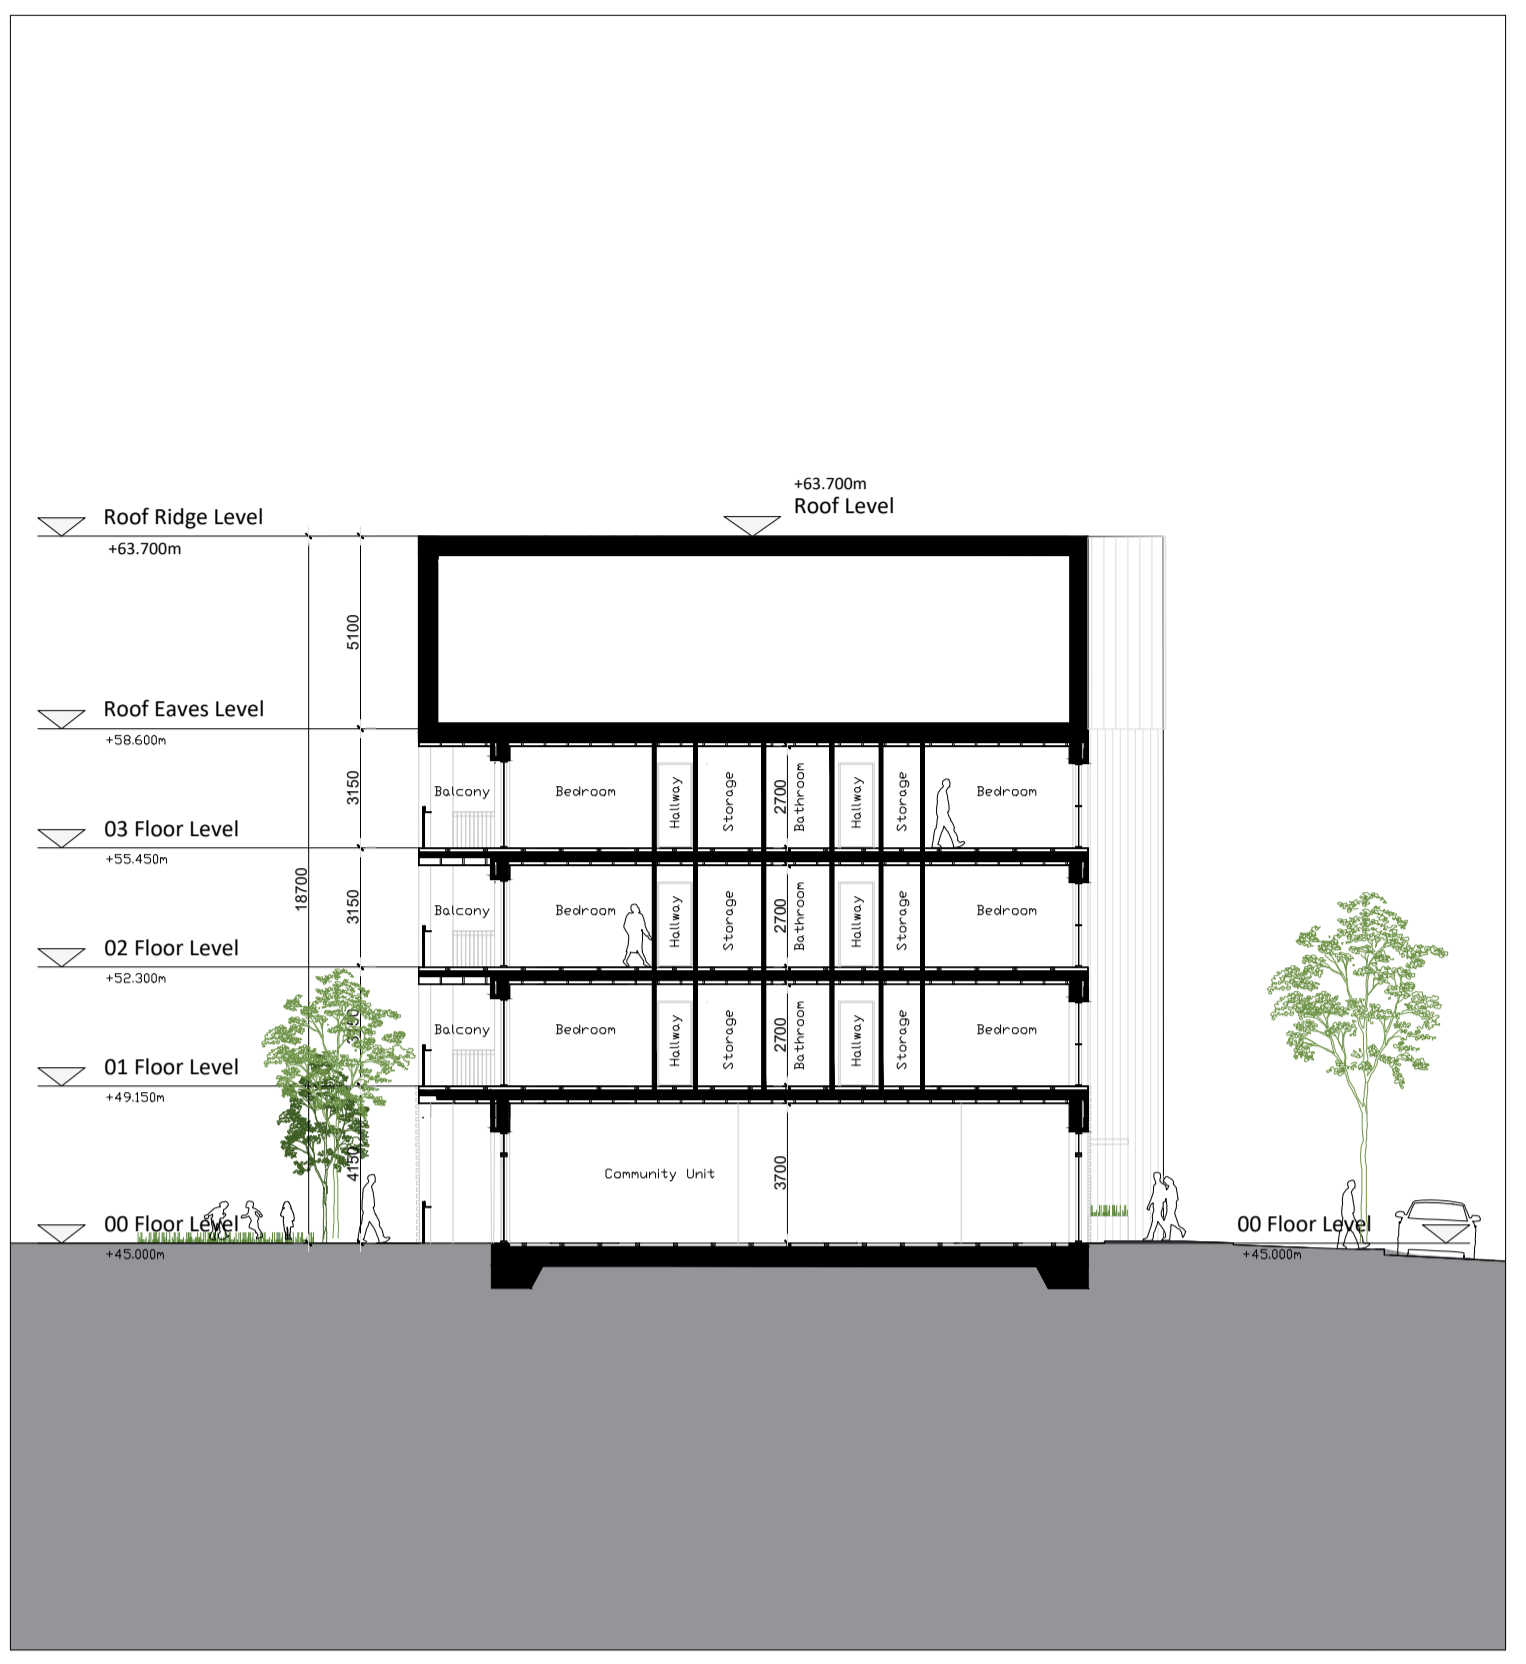 +63.700m
Roof Level
Roof Ridge Level
+63.700m
5100
Roof Eaves Level
+58.600m
3150
Balcony
Bedroom
Hallway
Storage
2700
Bathroom
Hallway
Storage
Bedroom
03 Floor Level
+55.450m
18700
3150
Balcony
Bedroom
Hallway
Storage
2700
Bathroom
Hallway
Storage
Bedroom
02 Floor Level
+52.300m
3150
Balcony
Bedroom
Hallway
Storage
2700
Bathroom
Hallway
Storage
Bedroom
01 Floor Level
+49.150m
4150
Community Unit
3700
00 Floor Level
+45.000m
00 Floor Level
+45.000m